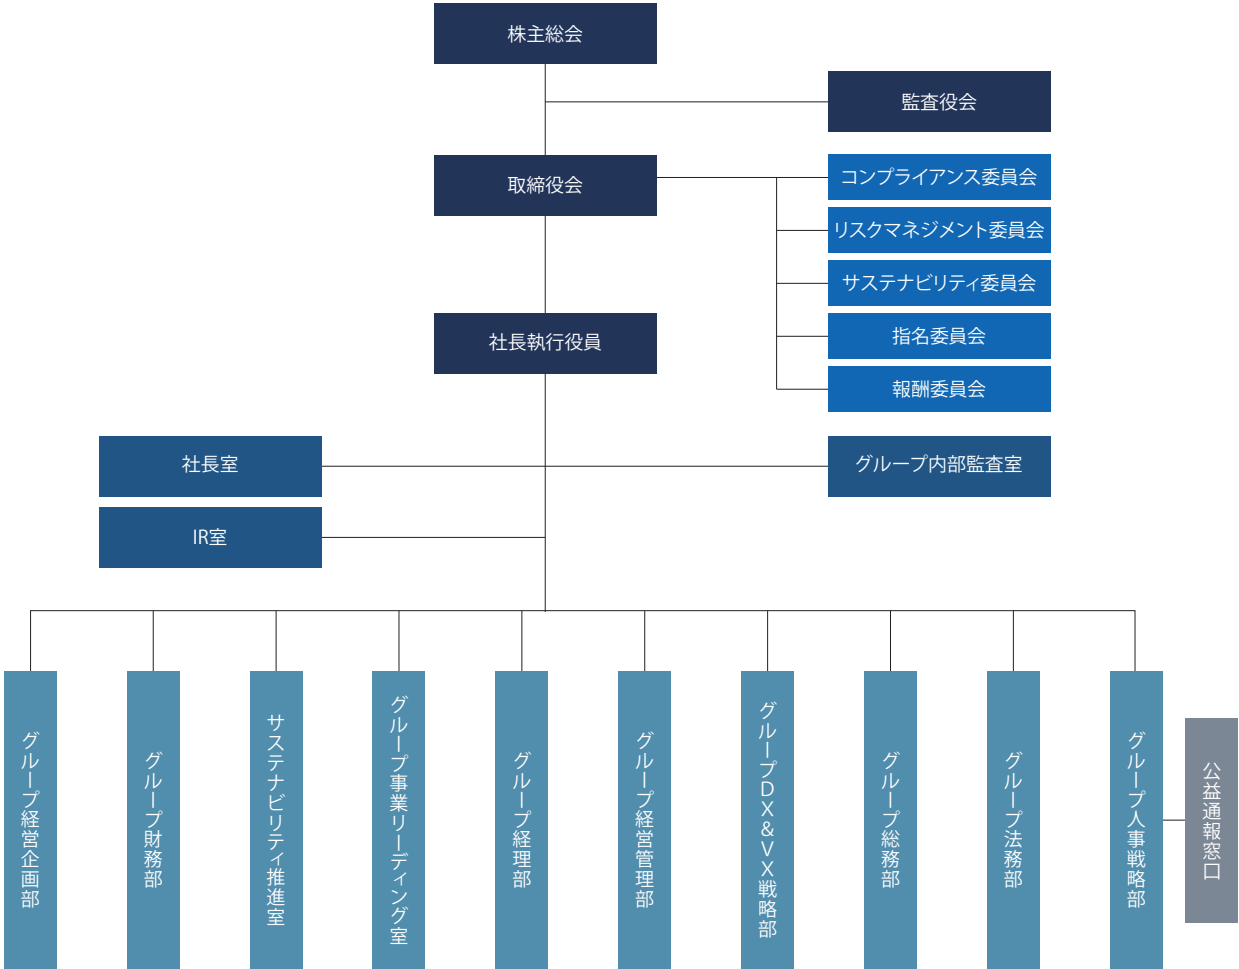 株主総会
監査役会
取締役会
コンプライアンス委員会
リスクマネジメント委員会
サステナビリティ委員会
指名委員会
報酬委員会
社長執行役員
社長室
グループ内部監査室
IR室
グループ経営企画部
グループ財務部
サステナビリティ推進室
グループ事業リーディング室
グループ経理部
グループ経営管理部
グループDX&VX戦略部
グループ総務部
グループ法務部
グループ人事戦略部
公益通報窓口